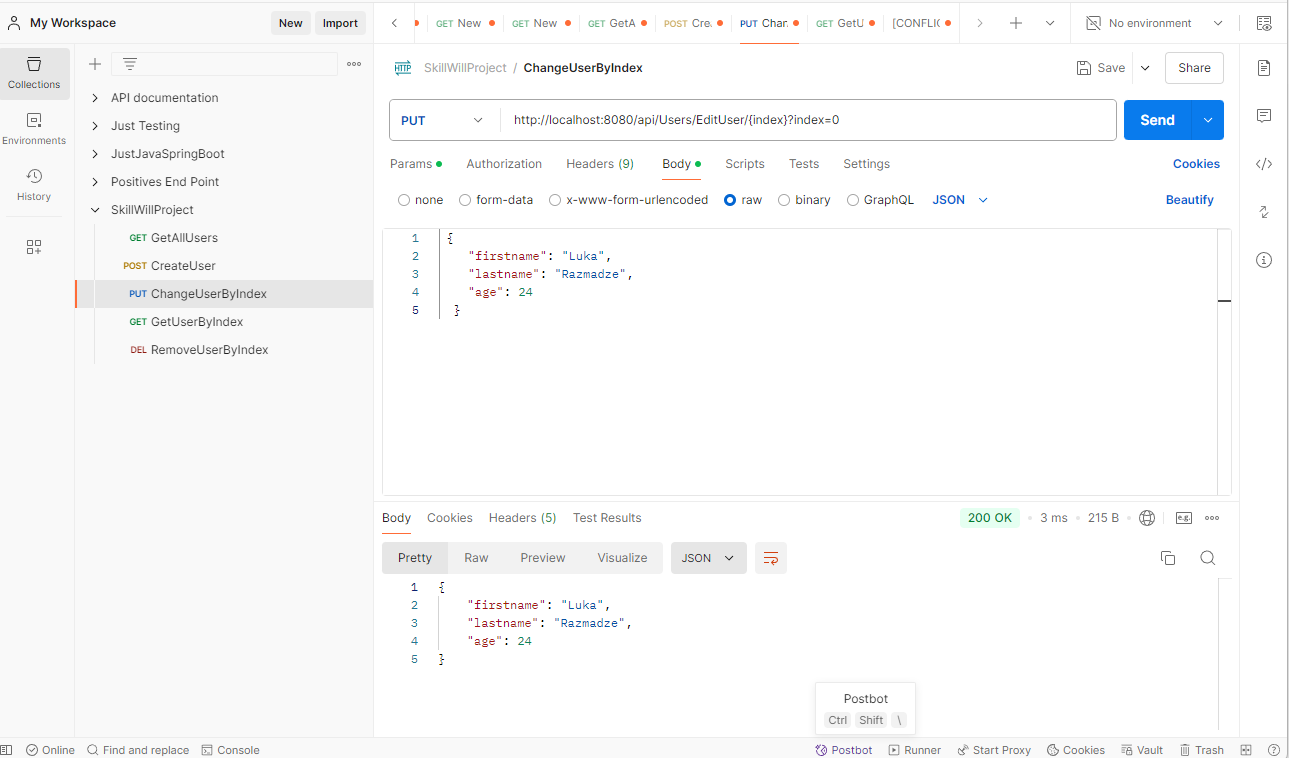 My Workspace
New
Import
GET New
GET New
GET GetA
POST Cre
PUT Chan
GET GetU
[CONFLIC
No environment
Collections
Environments
History
API documentation
Just Testing
JustJavaSpringBoot
Positives End Point
SkillWillProject
GET GetAllUsers
POST CreateUser
PUT ChangeUserByIndex
GET GetUserByIndex
DEL RemoveUserByIndex
HTTP SkillWillProject / ChangeUserByIndex
Save
Share
PUT
http://localhost:8080/api/Users/EditUser/{index}?index=0
Send
Params
Authorization
Headers (9)
Body
Scripts
Tests
Settings
Cookies
none
form-data
x-www-form-urlencoded
raw
binary
GraphQL
JSON
Beautify
1 {
2 "firstname": "Luka",
3 "lastname": "Razmadze",
4 "age": 24
5 }
Body
Cookies
Headers (5)
Test Results
200 OK
3 ms
215 B
e.g.
Pretty
Raw
Preview
Visualize
JSON
1 {
2 "firstname": "Luka",
3 "lastname": "Razmadze",
4 "age": 24
5 }
Postbot
Ctrl Shift \
Online
Find and replace
Console
Postbot
Runner
Start Proxy
Cookies
Vault
Trash